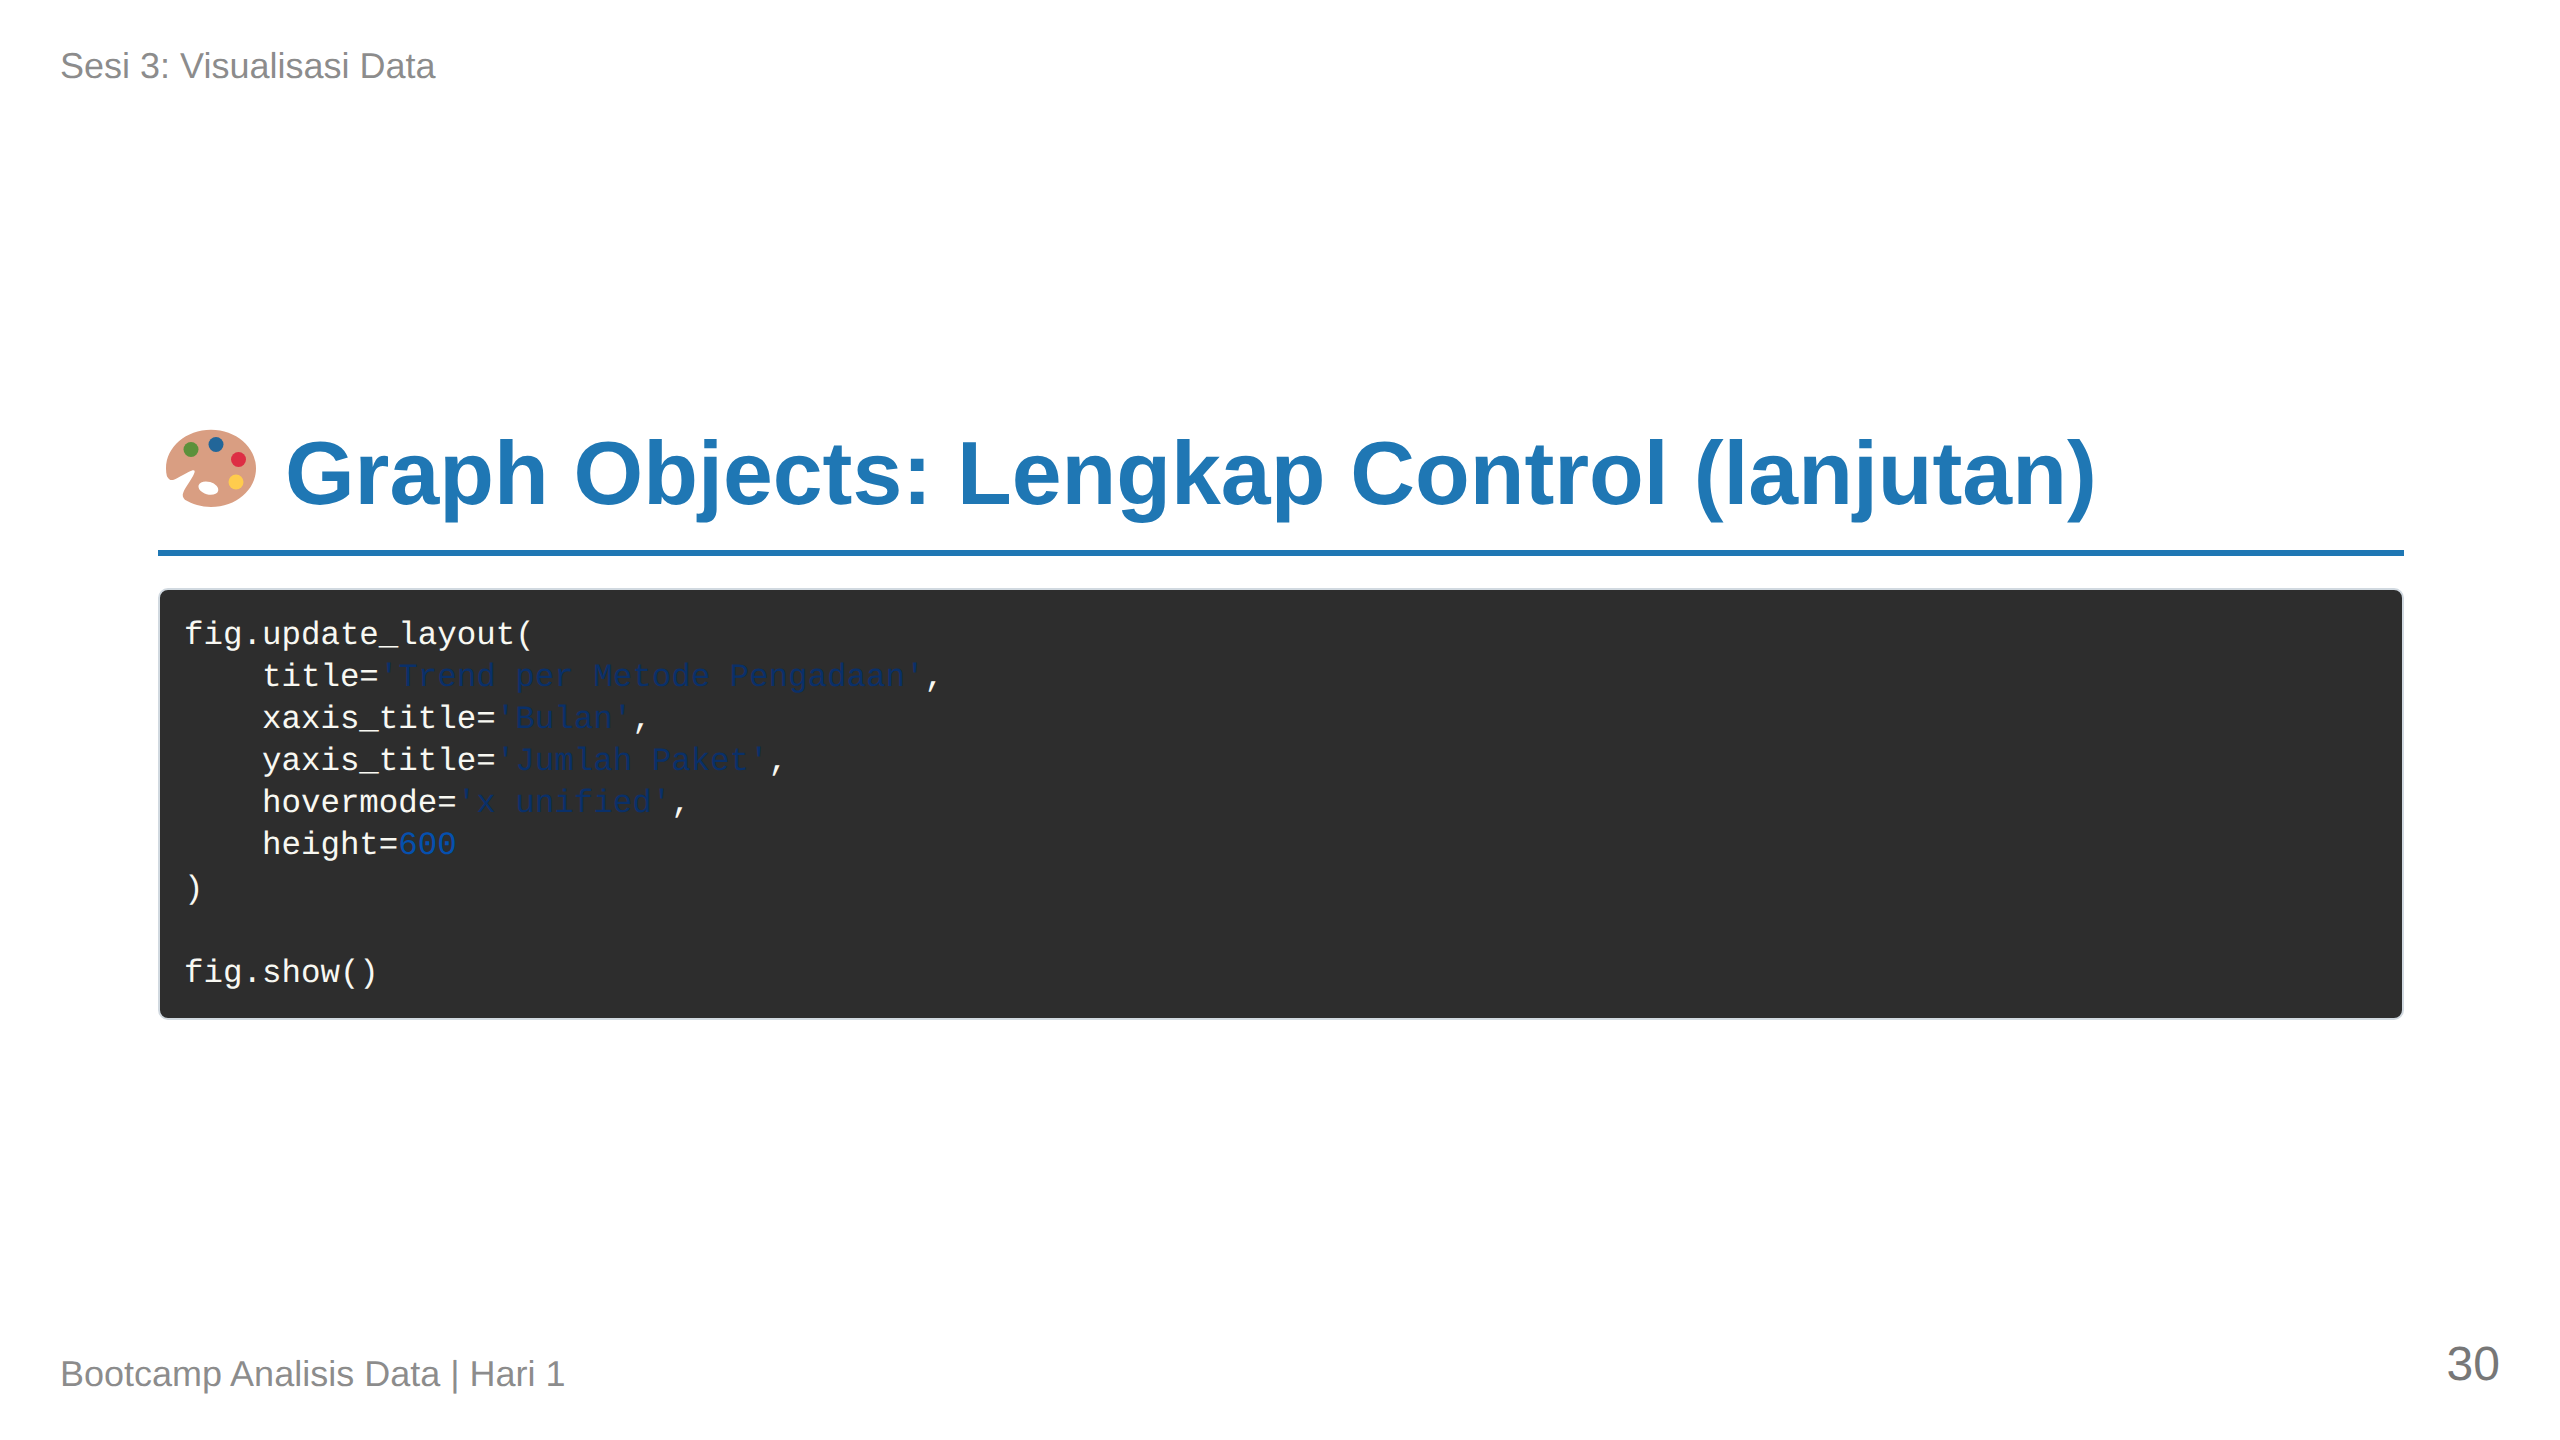 Sesi 3: Visualisasi Data
Graph Objects: Lengkap Control (lanjutan)
fig.update_layout(
    title='Trend per Metode Pengadaan',
    xaxis_title='Bulan',
    yaxis_title='Jumlah Paket',
    hovermode='x unified',
    height=600
)
fig.show()
Bootcamp Analisis Data | Hari 1
30